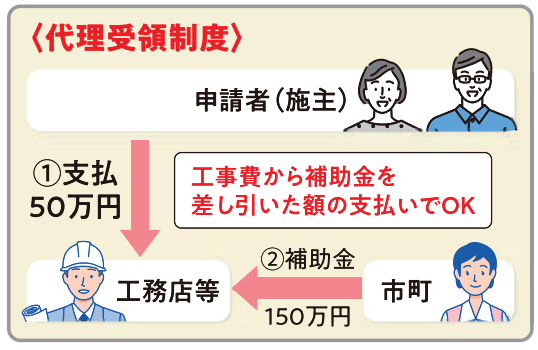 〈代理受領制度〉
申請者（施主）
①支払
50万円
工事費から補助金を
差し引いた額の支払いでOK
②補助金
工務店等
市町
150万円